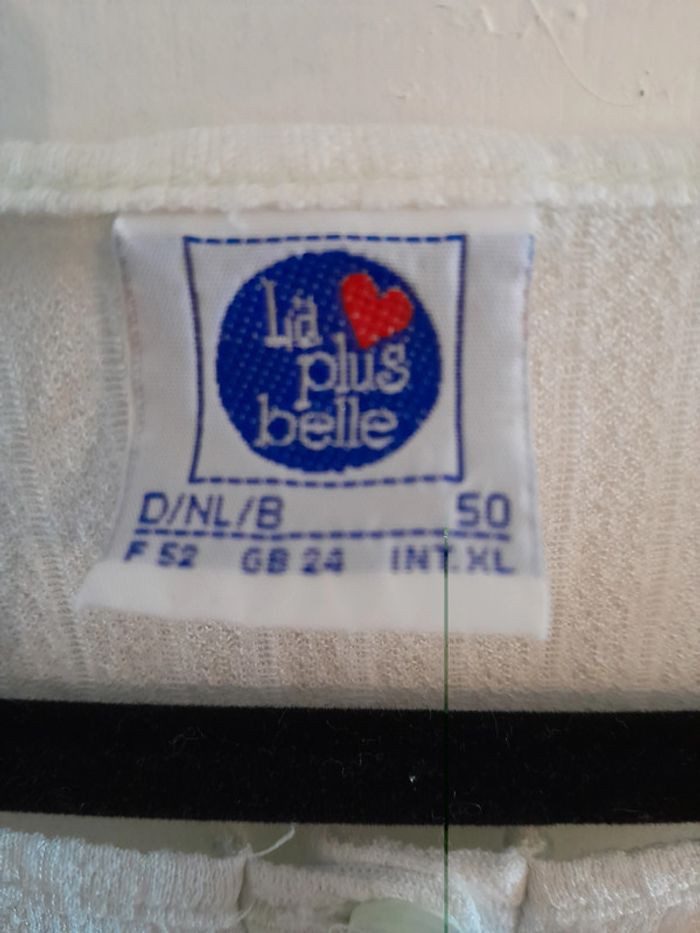 La
plus
belle
D/NL/B 50
F 52 GB 24 INT.XL